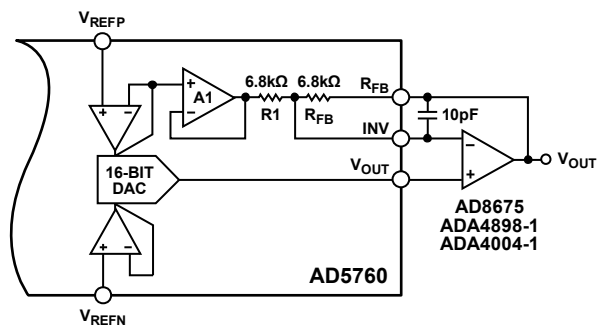 VREFP
6.8kΩ 6.8kΩ
A1
R1 RFB
RFB
10pF
INV
16-BIT
DAC
VOUT
VOUT
AD8675
ADA4898-1
ADA4004-1
AD5760
VREFN
+ −
+
−
−
+
+ −